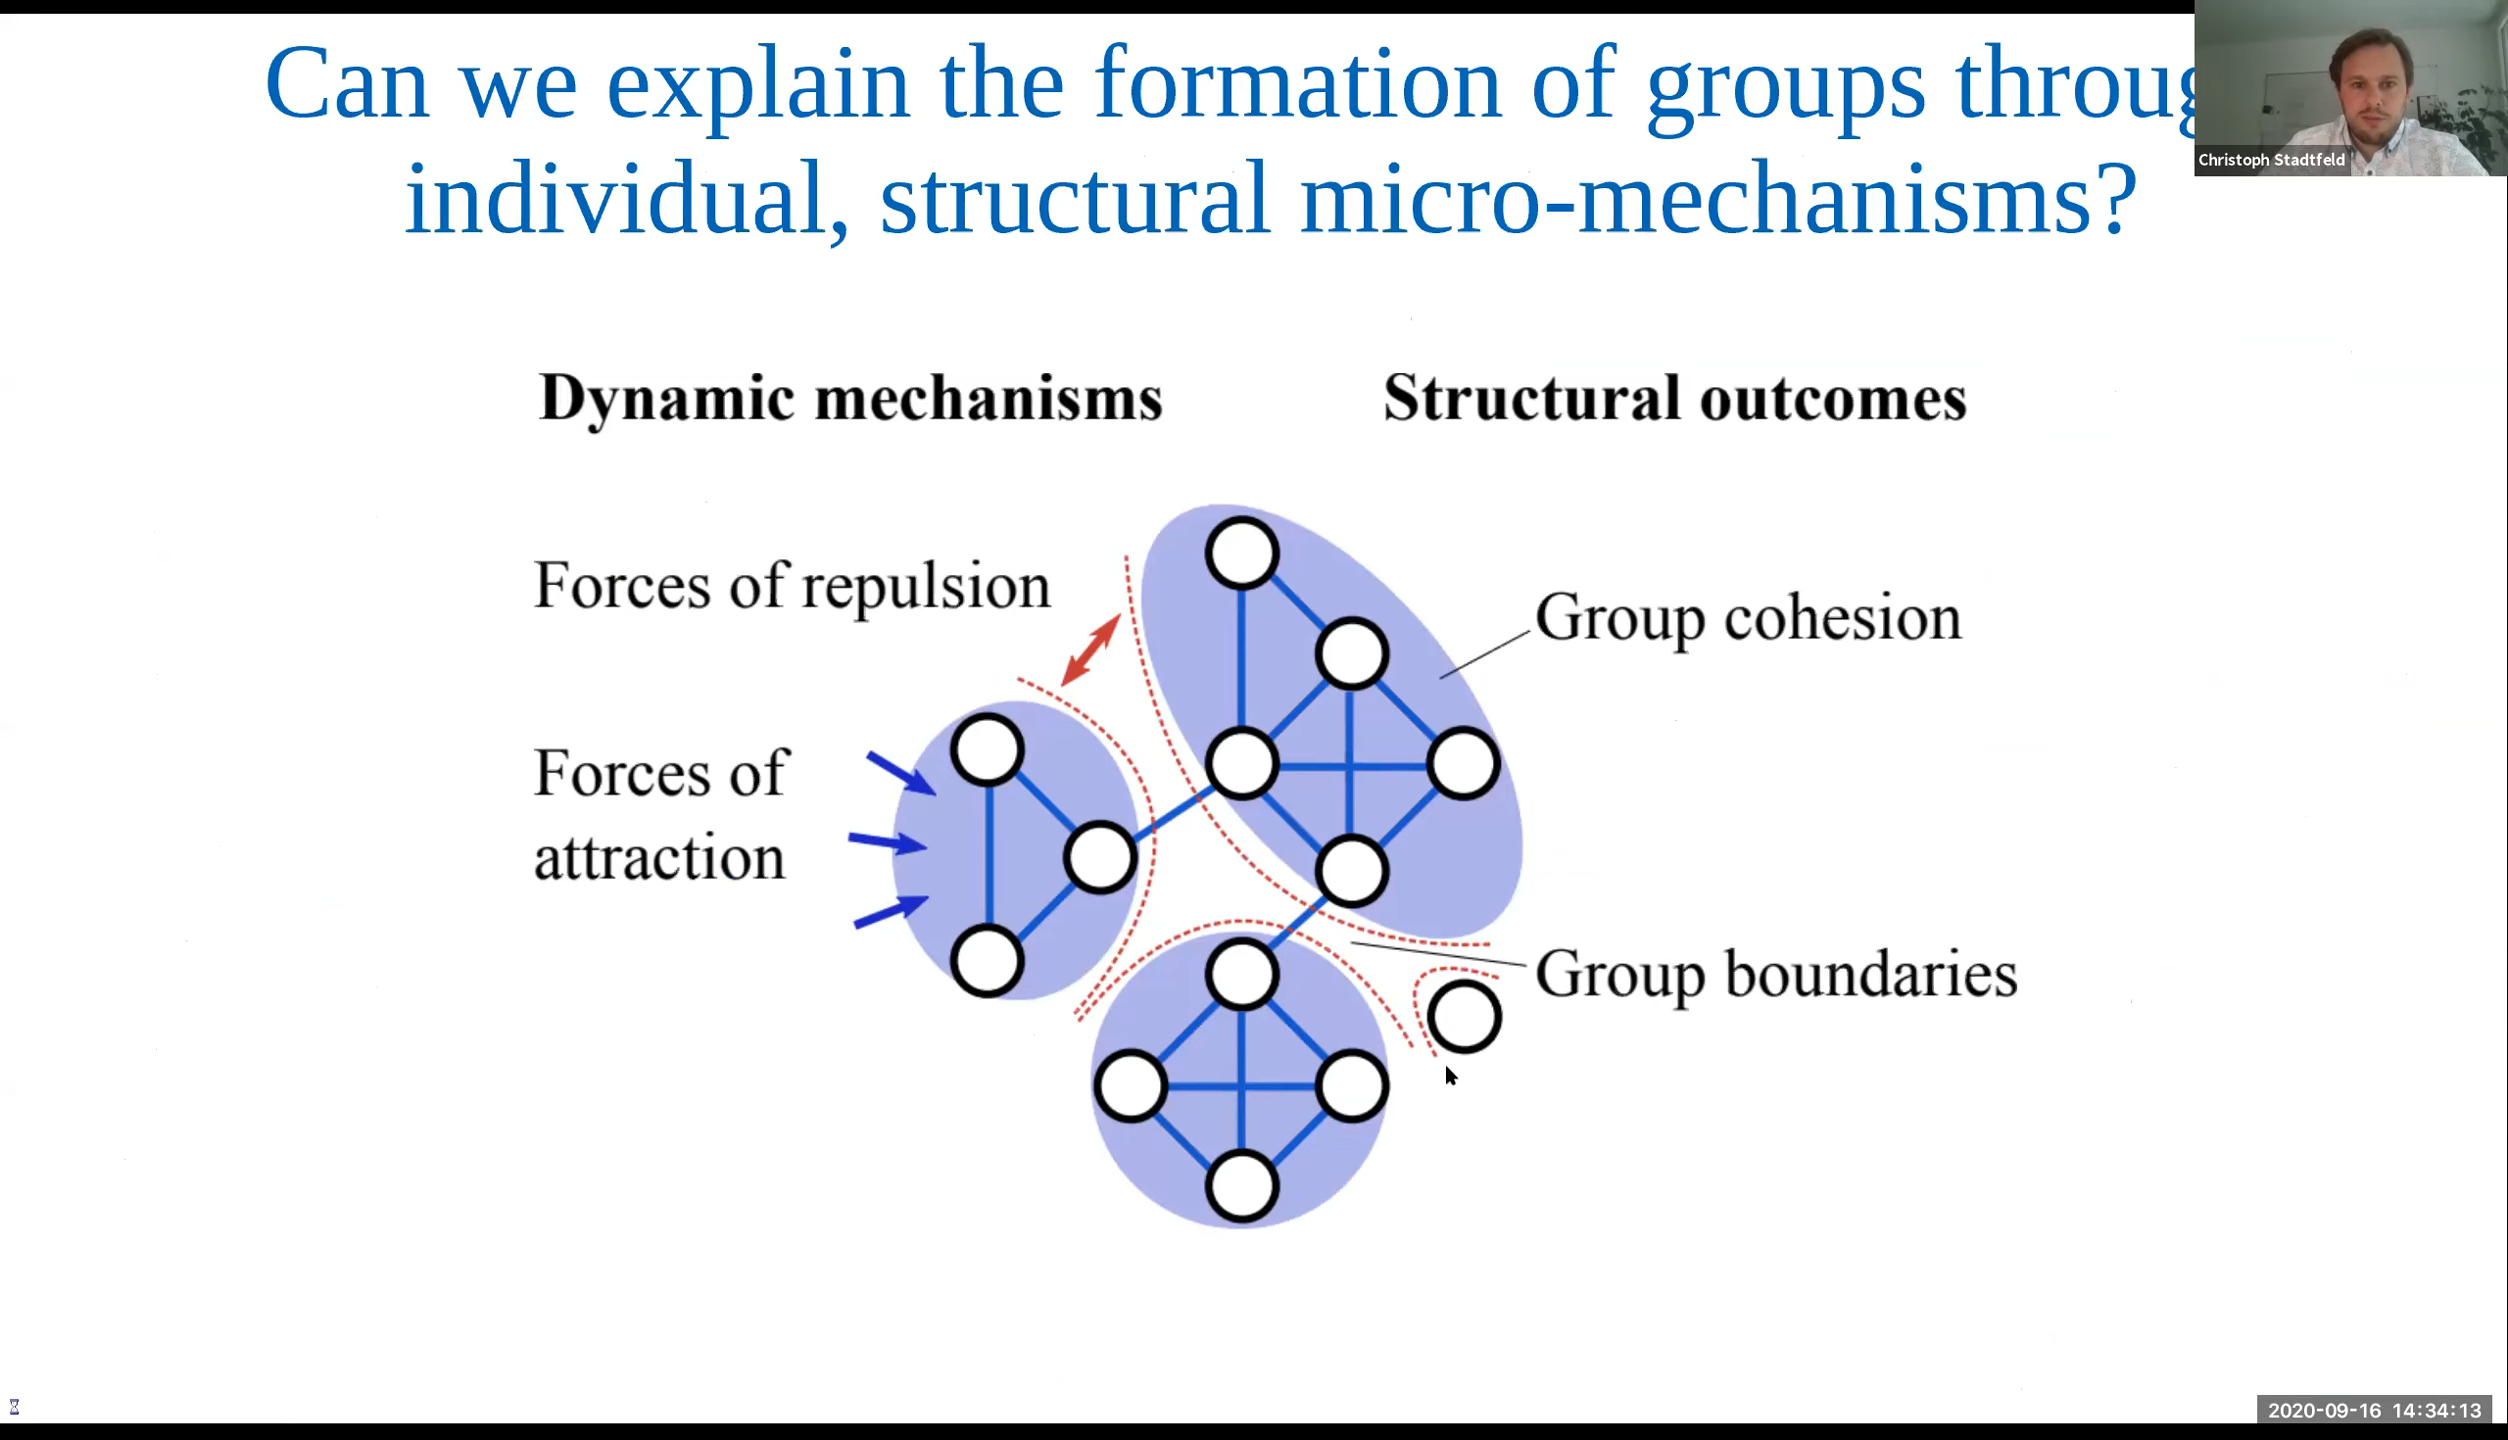 Can we explain the formation of groups throug
individual, structural micro-mechanisms?
Christoph Stadtfeld
Dynamic mechanisms
Structural outcomes
Forces of repulsion
Group cohesion
Forces of
attraction
Group boundaries
2020-09-16 14:34:13